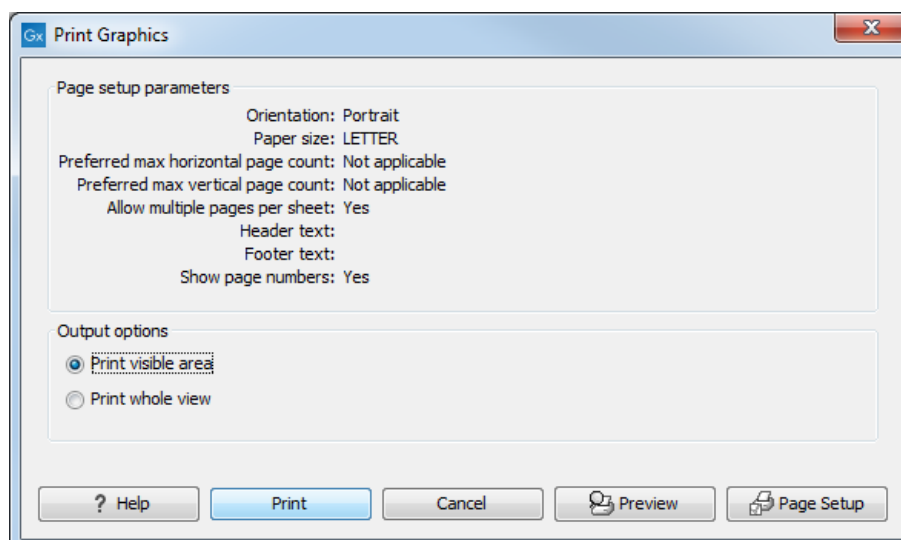 Gx Print Graphics
Page setup parameters
Orientation: Portrait
Paper size: LETTER
Preferred max horizontal page count: Not applicable
Preferred max vertical page count: Not applicable
Allow multiple pages per sheet: Yes
Header text:
Footer text:
Show page numbers: Yes
Output options
Print visible area
Print whole view
? Help Print Cancel Preview Page Setup